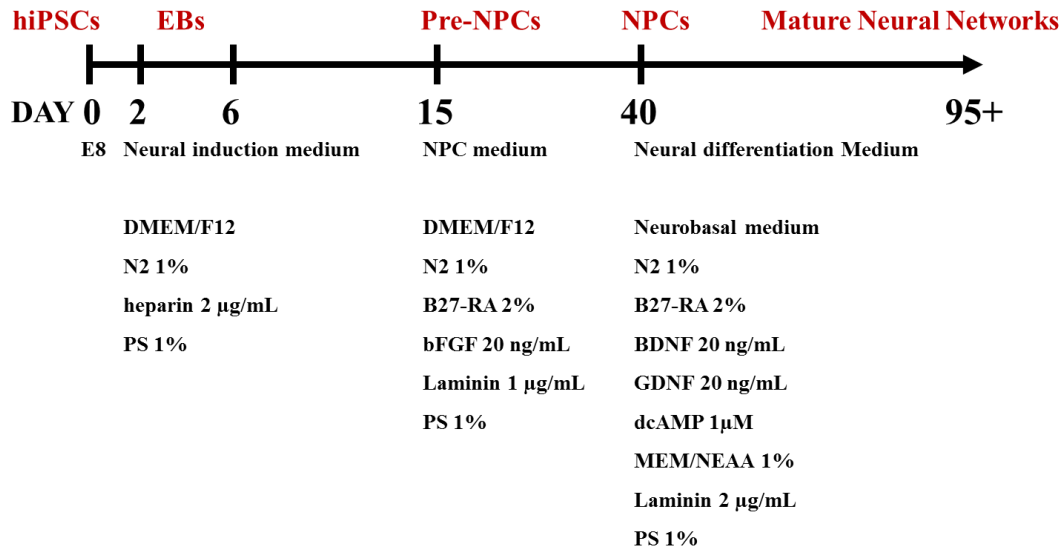 hiPSCs EBs Pre-NPCs NPCs Mature Neural Networks
DAY 0 2 6 15 40 95+
E8 Neural induction medium NPC medium Neural differentiation Medium
DMEM/F12 DMEM/F12 Neurobasal medium
N2 1% N2 1% N2 1%
heparin 2 µg/mL B27-RA 2% B27-RA 2%
PS 1% bFGF 20 ng/mL BDNF 20 ng/mL
Laminin 1 µg/mL GDNF 20 ng/mL
PS 1% dcAMP 1µM
MEM/NEAA 1%
Laminin 2 µg/mL
PS 1%